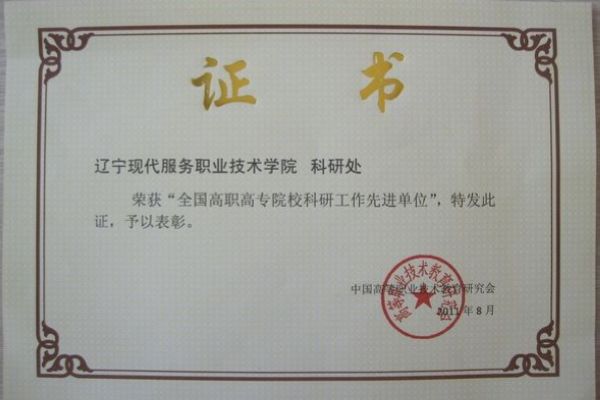 证 书
辽宁现代服务职业技术学院 科研处
荣获“全国高职高专院校科研工作先进单位”，特发此
证，予以表彰。
中国高等职业技术教育研究会
2011年8月